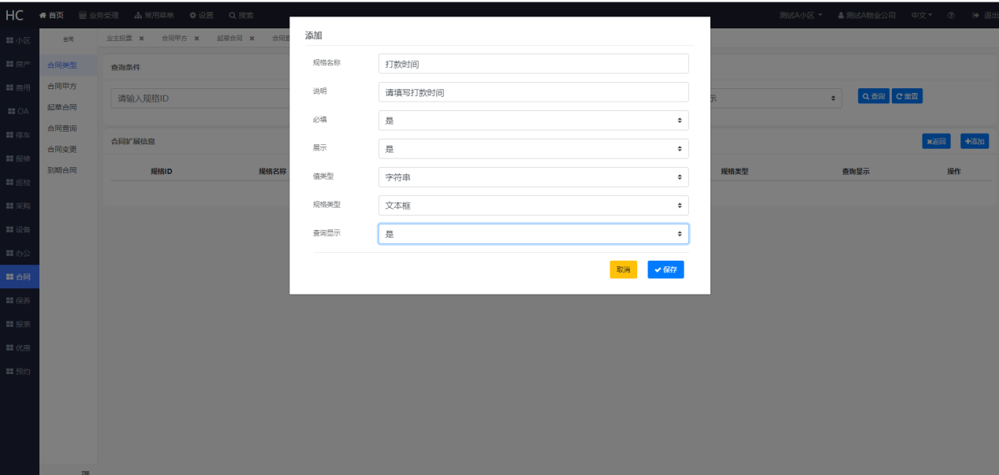 HC 首页 业务受理 常用菜单 设置 搜索 测试A小区 测试A物业公司 中文 退出
小区
房产
费用
OA
停车
报修
巡检
采购
设备
办公
合同
保养
报表
优惠
预约
合同
合同类型
合同甲方
起草合同
合同查询
合同变更
到期合同
业主投票 合同甲方 起草合同
查询条件
请输入规格ID
查询 重置
合同扩展信息
返回 添加
规格ID 规格名称 规格类型 查询显示 操作
添加
规格名称 打款时间
说明 请填写打款时间
必填 是
展示 是
值类型 字符串
规格类型 文本框
查询显示 是
取消 保存